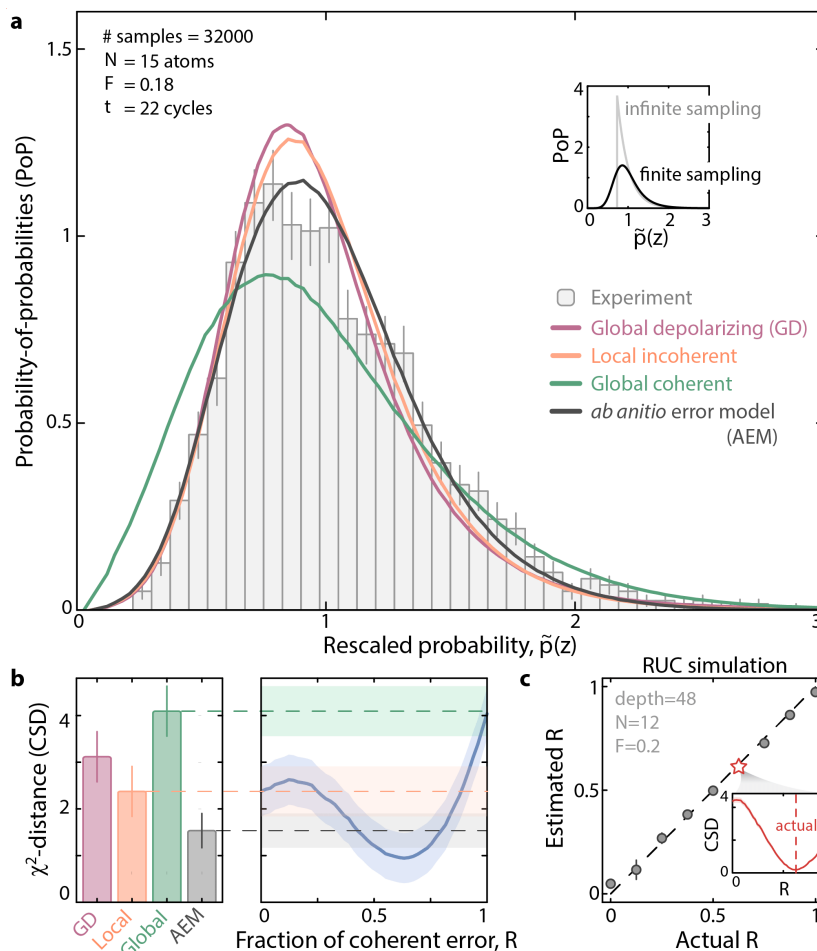 a
# samples = 32000
N = 15 atoms
F = 0.18
t = 22 cycles
1.5
1
0.5
0
Probability-of-probabilities (PoP)
0
1
2
3
Rescaled probability, p̃(z)
4
2
0
PoP
infinite sampling
finite sampling
0
1
2
3
p̃(z)
Experiment
Global depolarizing (GD)
Local incoherent
Global coherent
ab anitio error model
(AEM)
b
χ²-distance (CSD)
4
2
0
GD
Local
Global
AEM
0
0.5
1
Fraction of coherent error, R
c
RUC simulation
depth=48
N=12
F=0.2
Estimated R
1
0.5
0
0
0.5
1
Actual R
4
0
CSD
actual
0
R